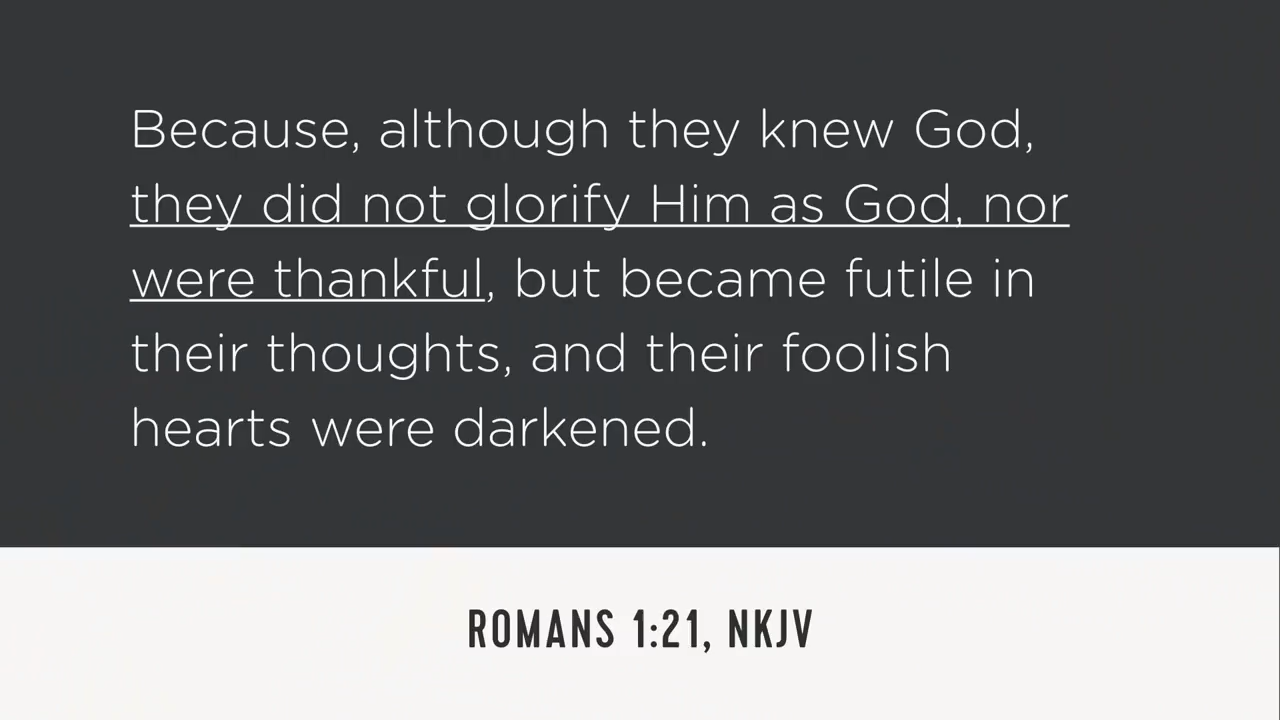 Because, although they knew God,
they did not glorify Him as God, nor
were thankful, but became futile in
their thoughts, and their foolish
hearts were darkened.
ROMANS 1:21, NKJV